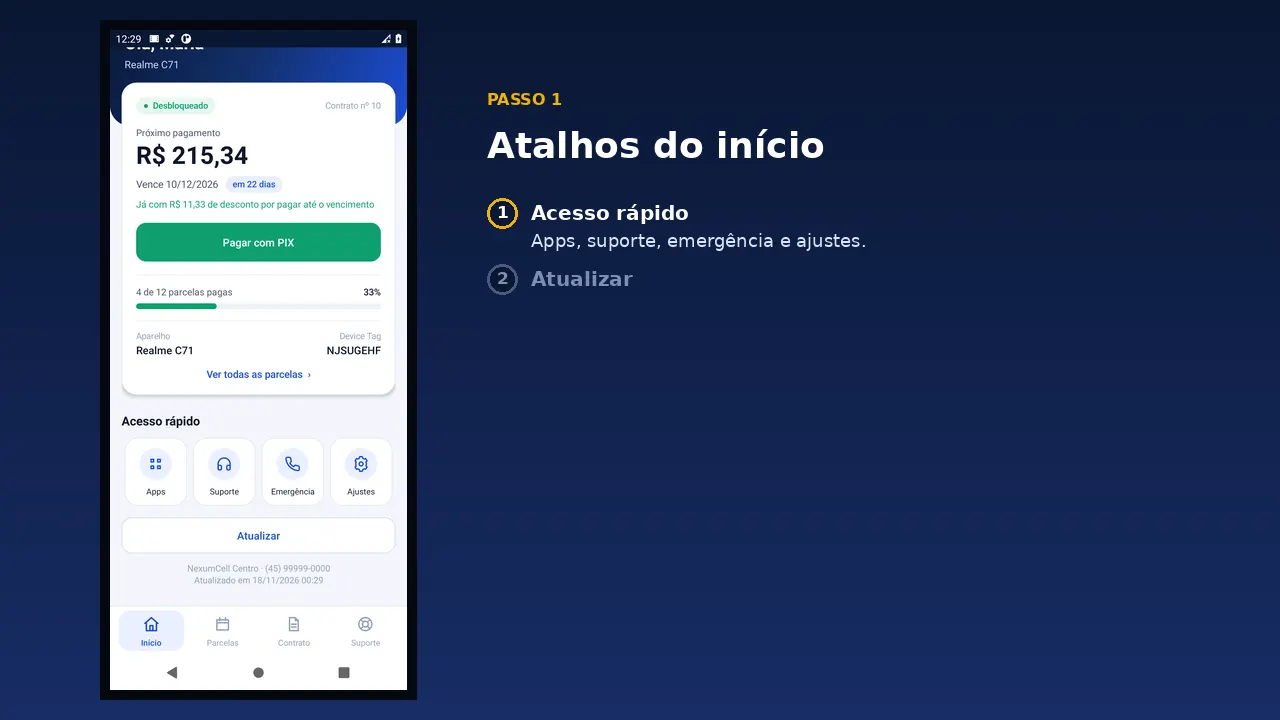 12:29
Olá, Maria
Realme C71
Desbloqueado
Contrato nº 10
Próximo pagamento
R$ 215,34
Vence 10/12/2026 em 22 dias
Já com R$ 11,33 de desconto por pagar até o vencimento
Pagar com PIX
4 de 12 parcelas pagas 33%
Aparelho Device Tag
Realme C71 NJSUGEHF
Ver todas as parcelas ›
Acesso rápido
Apps Suporte Emergência Ajustes
Atualizar
NexumCell Centro · (45) 99999-0000
Atualizado em 18/11/2026 00:29
Início Parcelas Contrato Suporte
PASSO 1
Atalhos do início
1 Acesso rápido
Apps, suporte, emergência e ajustes.
2 Atualizar